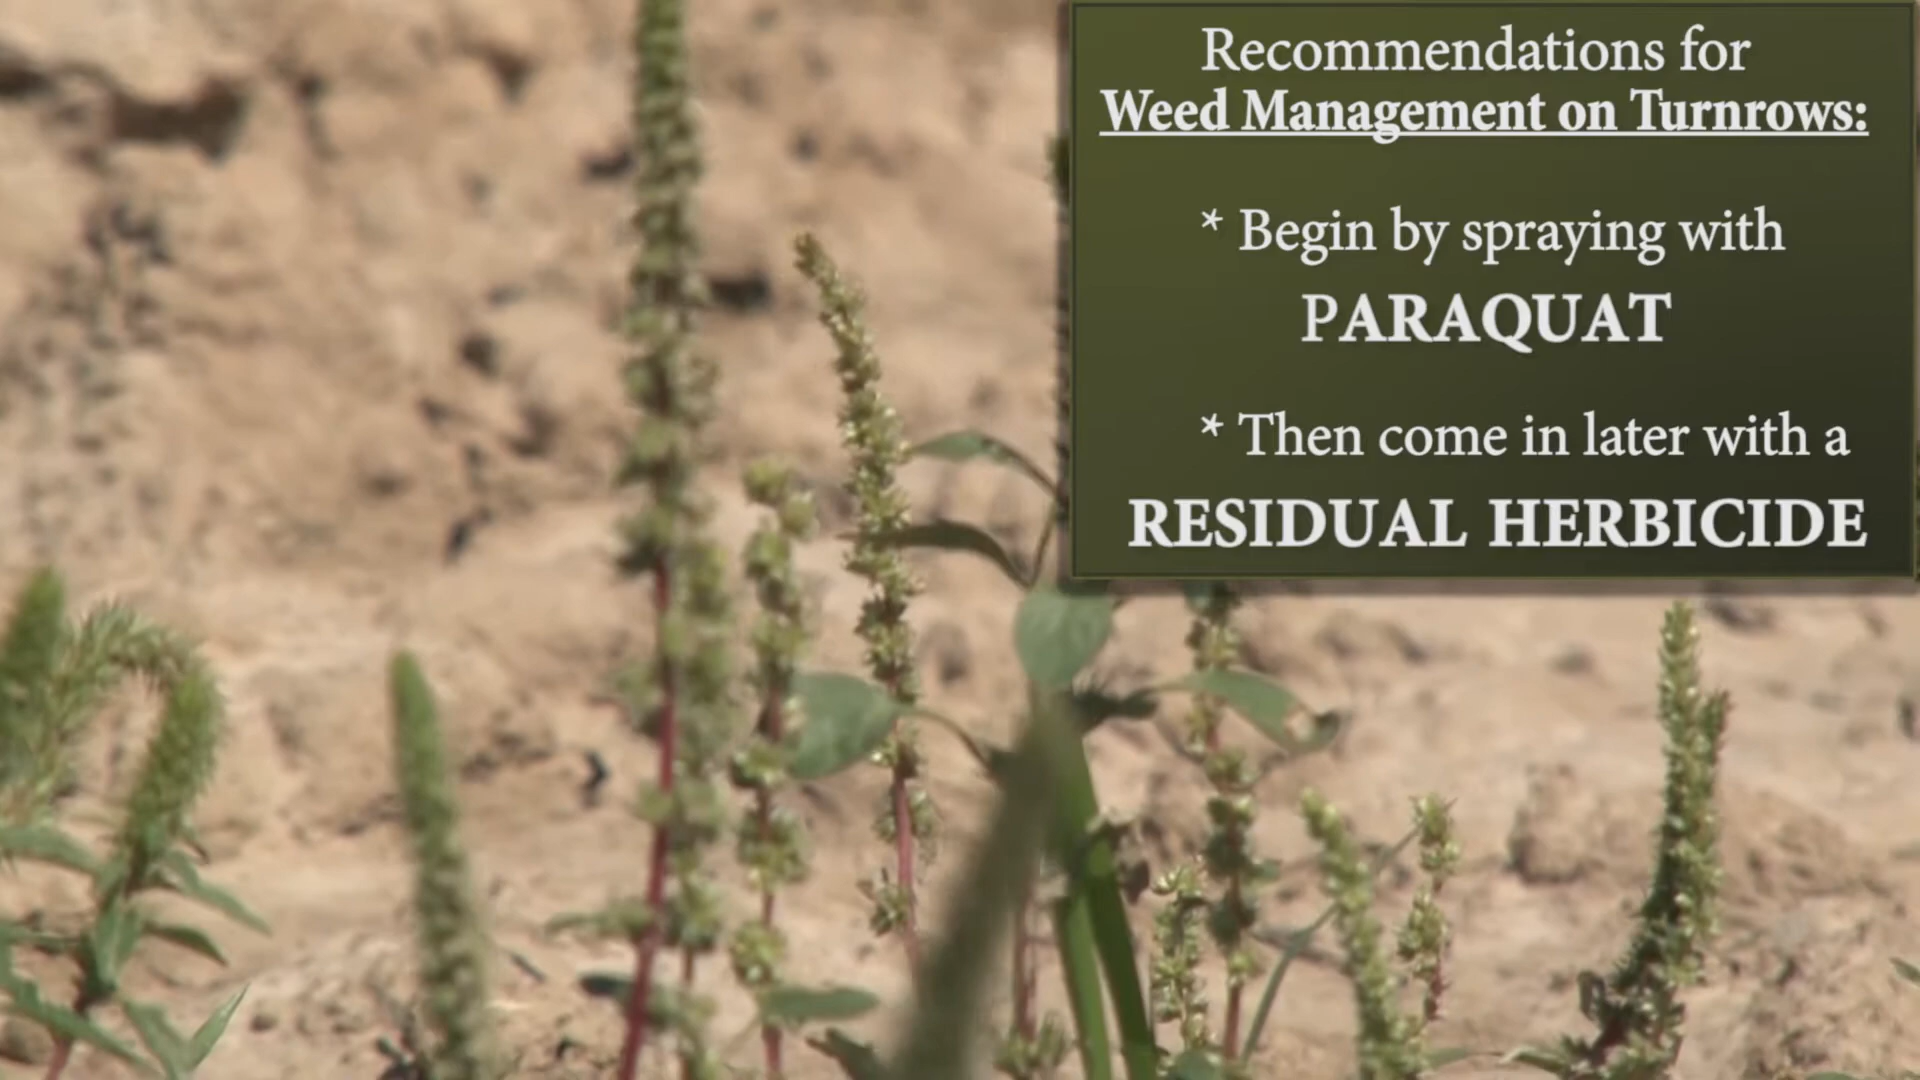 Recommendations for
Weed Management on Turnrows:
* Begin by spraying with
PARAQUAT
* Then come in later with a
RESIDUAL HERBICIDE